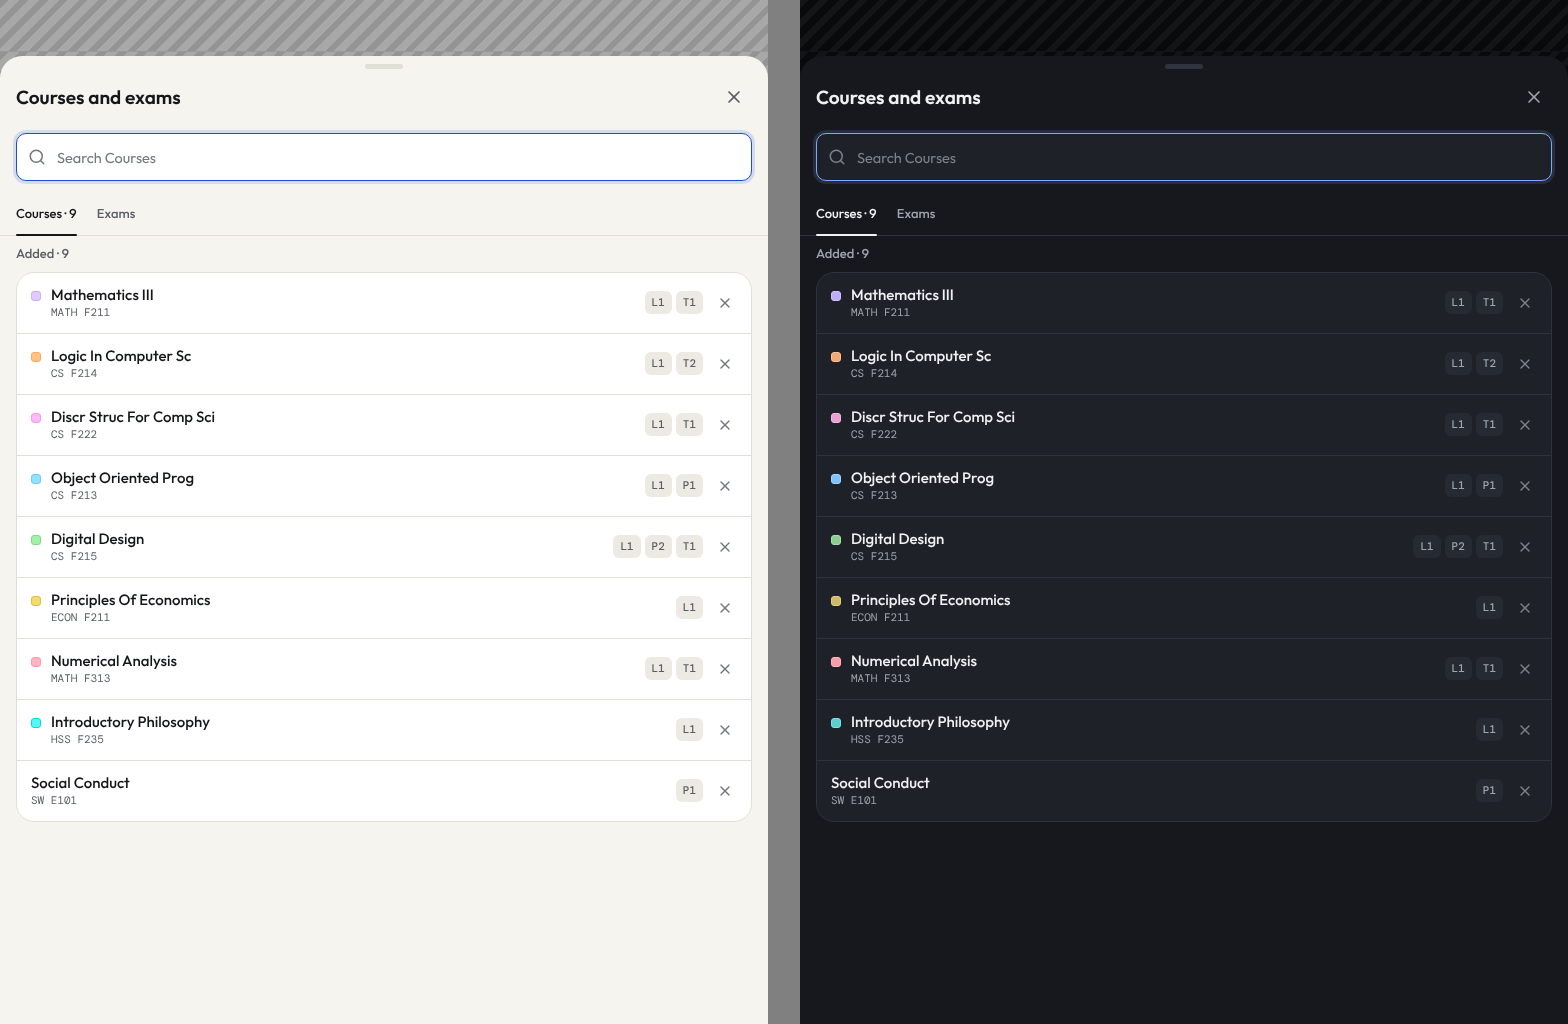 Courses and exams
Search Courses
Courses · 9 Exams
Added · 9
Mathematics III
MATH F211
L1 T1
Logic In Computer Sc
CS F214
L1 T2
Discr Struc For Comp Sci
CS F222
L1 T1
Object Oriented Prog
CS F213
L1 P1
Digital Design
CS F215
L1 P2 T1
Principles Of Economics
ECON F211
L1
Numerical Analysis
MATH F313
L1 T1
Introductory Philosophy
HSS F235
L1
Social Conduct
SW E101
P1
Courses and exams
Search Courses
Courses · 9 Exams
Added · 9
Mathematics III
MATH F211
L1 T1
Logic In Computer Sc
CS F214
L1 T2
Discr Struc For Comp Sci
CS F222
L1 T1
Object Oriented Prog
CS F213
L1 P1
Digital Design
CS F215
L1 P2 T1
Principles Of Economics
ECON F211
L1
Numerical Analysis
MATH F313
L1 T1
Introductory Philosophy
HSS F235
L1
Social Conduct
SW E101
P1